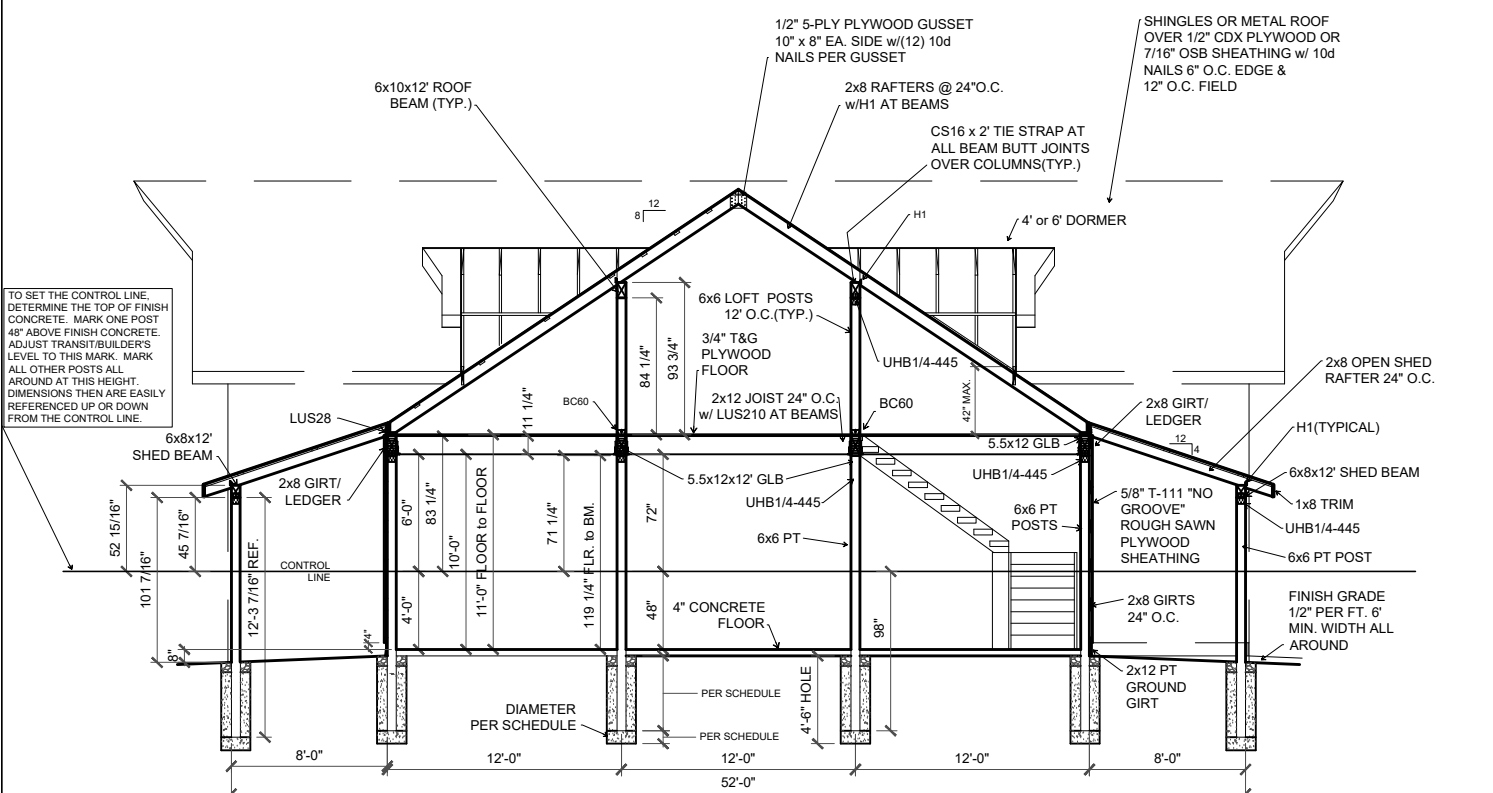 1/2" 5-PLY PLYWOOD GUSSET
10" x 8" EA. SIDE w/(12) 10d
NAILS PER GUSSET
SHINGLES OR METAL ROOF
OVER 1/2" CDX PLYWOOD OR
7/16" OSB SHEATHING w/ 10d
NAILS 6" O.C. EDGE &
12" O.C. FIELD
6x10x12' ROOF
BEAM (TYP.)
2x8 RAFTERS @ 24"O.C.
w/H1 AT BEAMS
CS16 x 2' TIE STRAP AT
ALL BEAM BUTT JOINTS
OVER COLUMNS(TYP.)
12
8
H1
4' or 6' DORMER
TO SET THE CONTROL LINE,
DETERMINE THE TOP OF FINISH
CONCRETE. MARK ONE POST
48" ABOVE FINISH CONCRETE.
ADJUST TRANSIT/BUILDER'S
LEVEL TO THIS MARK. MARK
ALL OTHER POSTS ALL
AROUND AT THIS HEIGHT.
DIMENSIONS THEN ARE EASILY
REFERENCED UP OR DOWN
FROM THE CONTROL LINE.
6x6 LOFT POSTS
12' O.C.(TYP.)
3/4" T&G
PLYWOOD
FLOOR
84 1/4"
93 3/4"
UHB1/4-445
2x8 OPEN SHED
RAFTER 24" O.C.
42" MAX.
2x12 JOIST 24" O.C.
w/ LUS210 AT BEAMS
BC60
BC60
LUS28
11 1/4"
2x8 GIRT/
LEDGER
12
4
H1(TYPICAL)
6x8x12'
SHED BEAM
5.5x12 GLB
UHB1/4-445
6x8x12' SHED BEAM
2x8 GIRT/
LEDGER
5.5x12x12' GLB
UHB1/4-445
1x8 TRIM
UHB1/4-445
5/8" T-111 "NO
GROOVE"
ROUGH SAWN
PLYWOOD
SHEATHING
6x6 PT
POSTS
6x6 PT
6x6 PT POST
52 15/16"
45 7/16"
101 7/16"
12'-3 7/16" REF.
6'-0"
83 1/4"
10'-0"
11'-0" FLOOR to FLOOR
71 1/4"
119 1/4" FLR. to BM.
72"
CONTROL
LINE
4'-0"
48"
98"
4"
8"
4" CONCRETE
FLOOR
2x8 GIRTS
24" O.C.
FINISH GRADE
1/2" PER FT. 6'
MIN. WIDTH ALL
AROUND
2x12 PT
GROUND
GIRT
PER SCHEDULE
4'-6" HOLE
DIAMETER
PER SCHEDULE
PER SCHEDULE
8'-0"
12'-0"
12'-0"
12'-0"
8'-0"
52'-0"